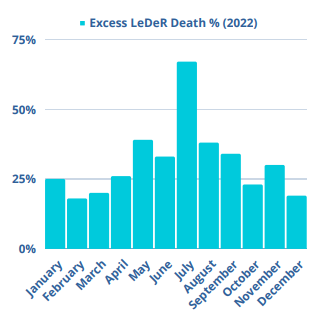 Excess LeDeR Death % (2022)
75%
50%
25%
0%
January
February
March
April
May
June
July
August
September
October
November
December